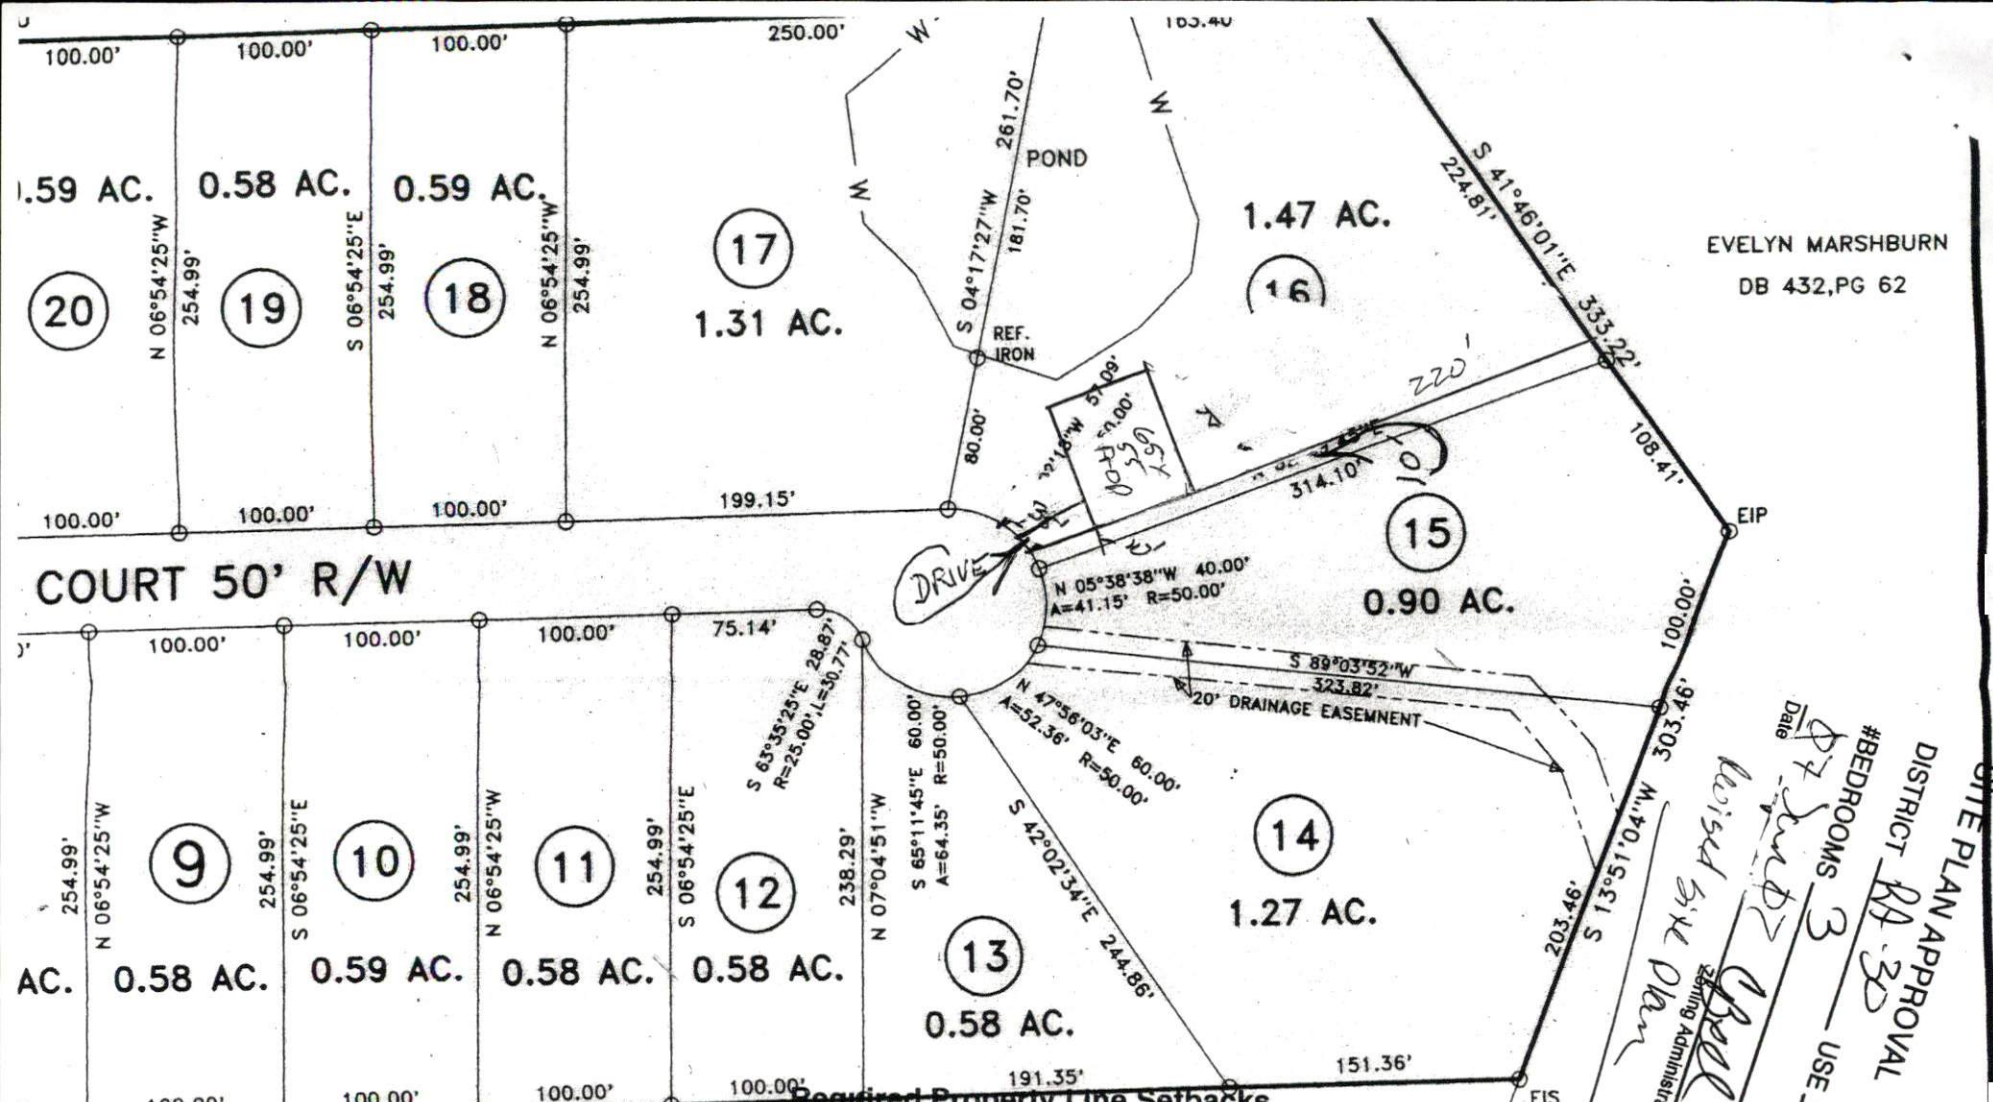 100.00'
100.00'
100.00'
250.00'
163.40
W
W
W
261.70'
181.70'
S 04°17'27"W
POND
S 41°46'01"E 333.22'
224.81'
EVELYN MARSHBURN
DB 432,PG 62
.59 AC.
0.58 AC.
0.59 AC.
1.47 AC.
16
17
1.31 AC.
20
19
18
N 06°54'25"W
254.99'
S 06°54'25"E
254.99'
N 06°54'25"W
254.99'
REF.
IRON
80.00'
57.09'
220'
314.10'
10'
108.41'
EIP
15
0.90 AC.
100.00'
100.00'
100.00'
199.15'
COURT 50' R/W
DRIVE
N 05°38'38"W 40.00'
A=41.15' R=50.00'
S 89°03'52"W
323.82'
20' DRAINAGE EASEMNENT
100.00'
303.46'
S 13°51'04"W
203.46'
100.00'
100.00'
100.00'
75.14'
S 63°35'25"E 28.87'
R=25.00',L=30.77'
S 65°11'45"E 60.00'
A=64.35' R=50.00'
N 47°56'03"E 60.00'
A=52.36' R=50.00'
S 42°02'34"E 244.86'
254.99'
N 06°54'25"W
254.99'
S 06°54'25"E
254.99'
N 06°54'25"W
254.99'
S 06°54'25"E
238.29'
N 07°04'51"W
9
10
11
12
13
14
AC.
0.58 AC.
0.59 AC.
0.58 AC.
0.58 AC.
0.58 AC.
1.27 AC.
100.00'
100.00'
100.00'
100.00'
191.35'
151.36'
EIS
Required Property Line Setbacks
SITE PLAN APPROVAL
DISTRICT RA-30 USE
#BEDROOMS 3
Date
Zoning Administra
Revised Site Plan